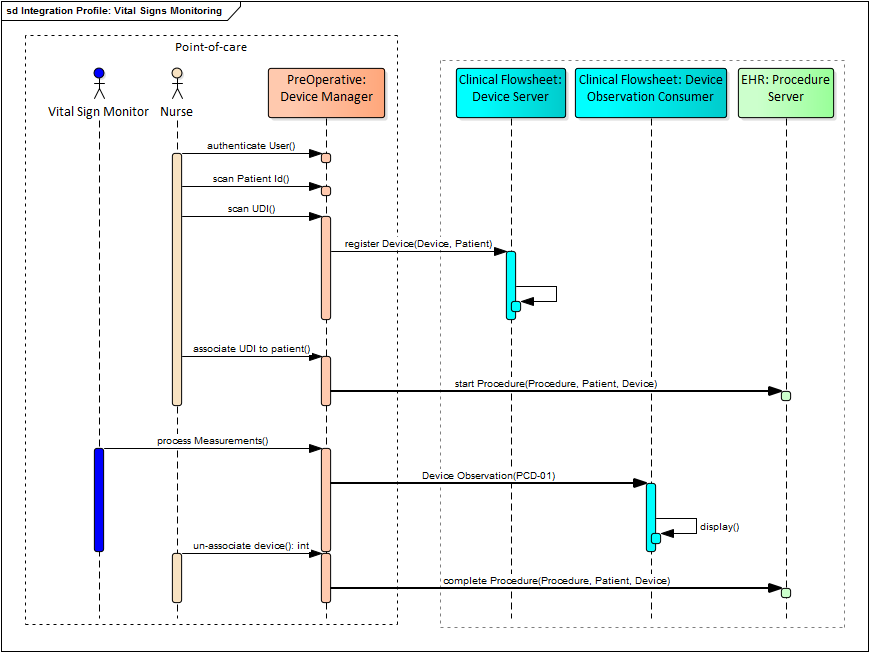 sd Integration Profile: Vital Signs Monitoring
Point-of-care
Vital Sign Monitor
Nurse
PreOperative:
Device Manager
Clinical Flowsheet:
Device Server
Clinical Flowsheet: Device
Observation Consumer
EHR: Procedure
Server
authenticate User()
scan Patient Id()
scan UDI()
register Device(Device, Patient)
associate UDI to patient()
start Procedure(Procedure, Patient, Device)
process Measurements()
Device Observation(PCD-01)
display()
un-associate device(): int
complete Procedure(Procedure, Patient, Device)